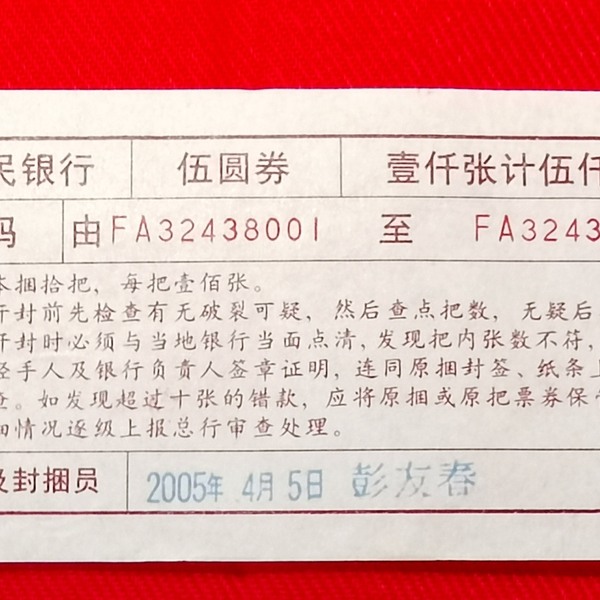 民银行 伍圆券 壹仟张计伍仟
码 由FA32438001 至 FA3243
本捆拾把，每把壹佰张。
开封前先检查有无破裂可疑，然后查点把数，无疑后
开封时必须与当地银行当面点清，发现把内张数不符，
经手人及银行负责人签章证明，连同原捆封签、纸条上
查。如发现超过十张的错款，应将原捆或原把票券保
细情况逐级上报总行审查处理。
及封捆员 2005年 4月 5日 彭友春